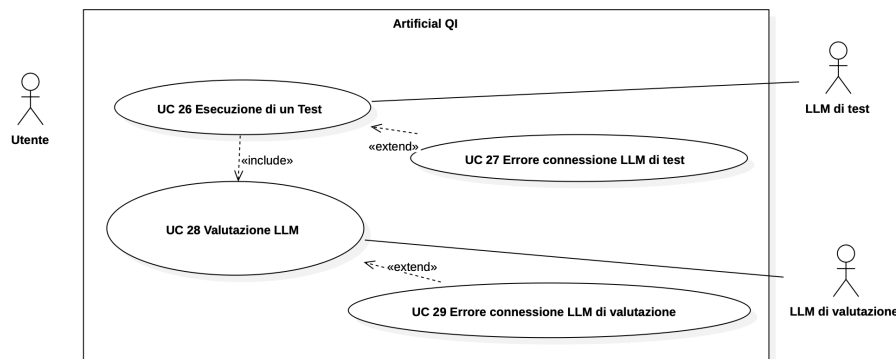 Artificial QI
UC 26 Esecuzione di un Test
LLM di test
Utente
«extend»
UC 27 Errore connessione LLM di test
«include»
UC 28 Valutazione LLM
«extend»
UC 29 Errore connessione LLM di valutazione
LLM di valutazione